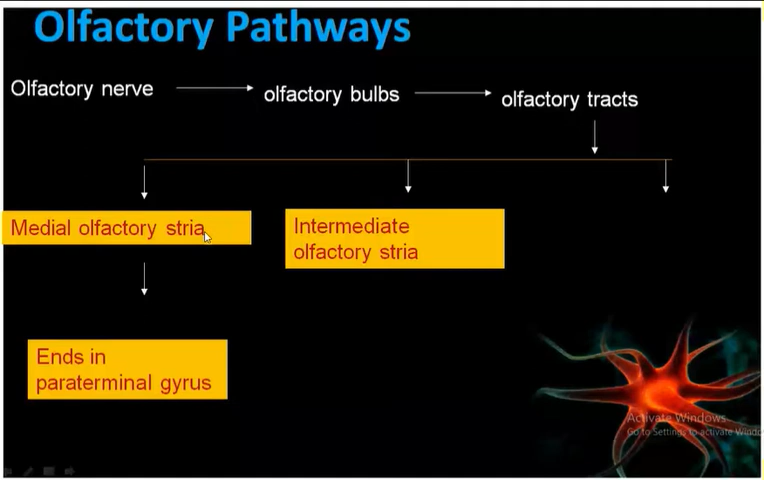 Olfactory Pathways
Olfactory nerve
olfactory bulbs
olfactory tracts
Medial olfactory stria
Intermediate
olfactory stria
Ends in
paraterminal gyrus
Activate Windows
Go to Settings to activate Windo